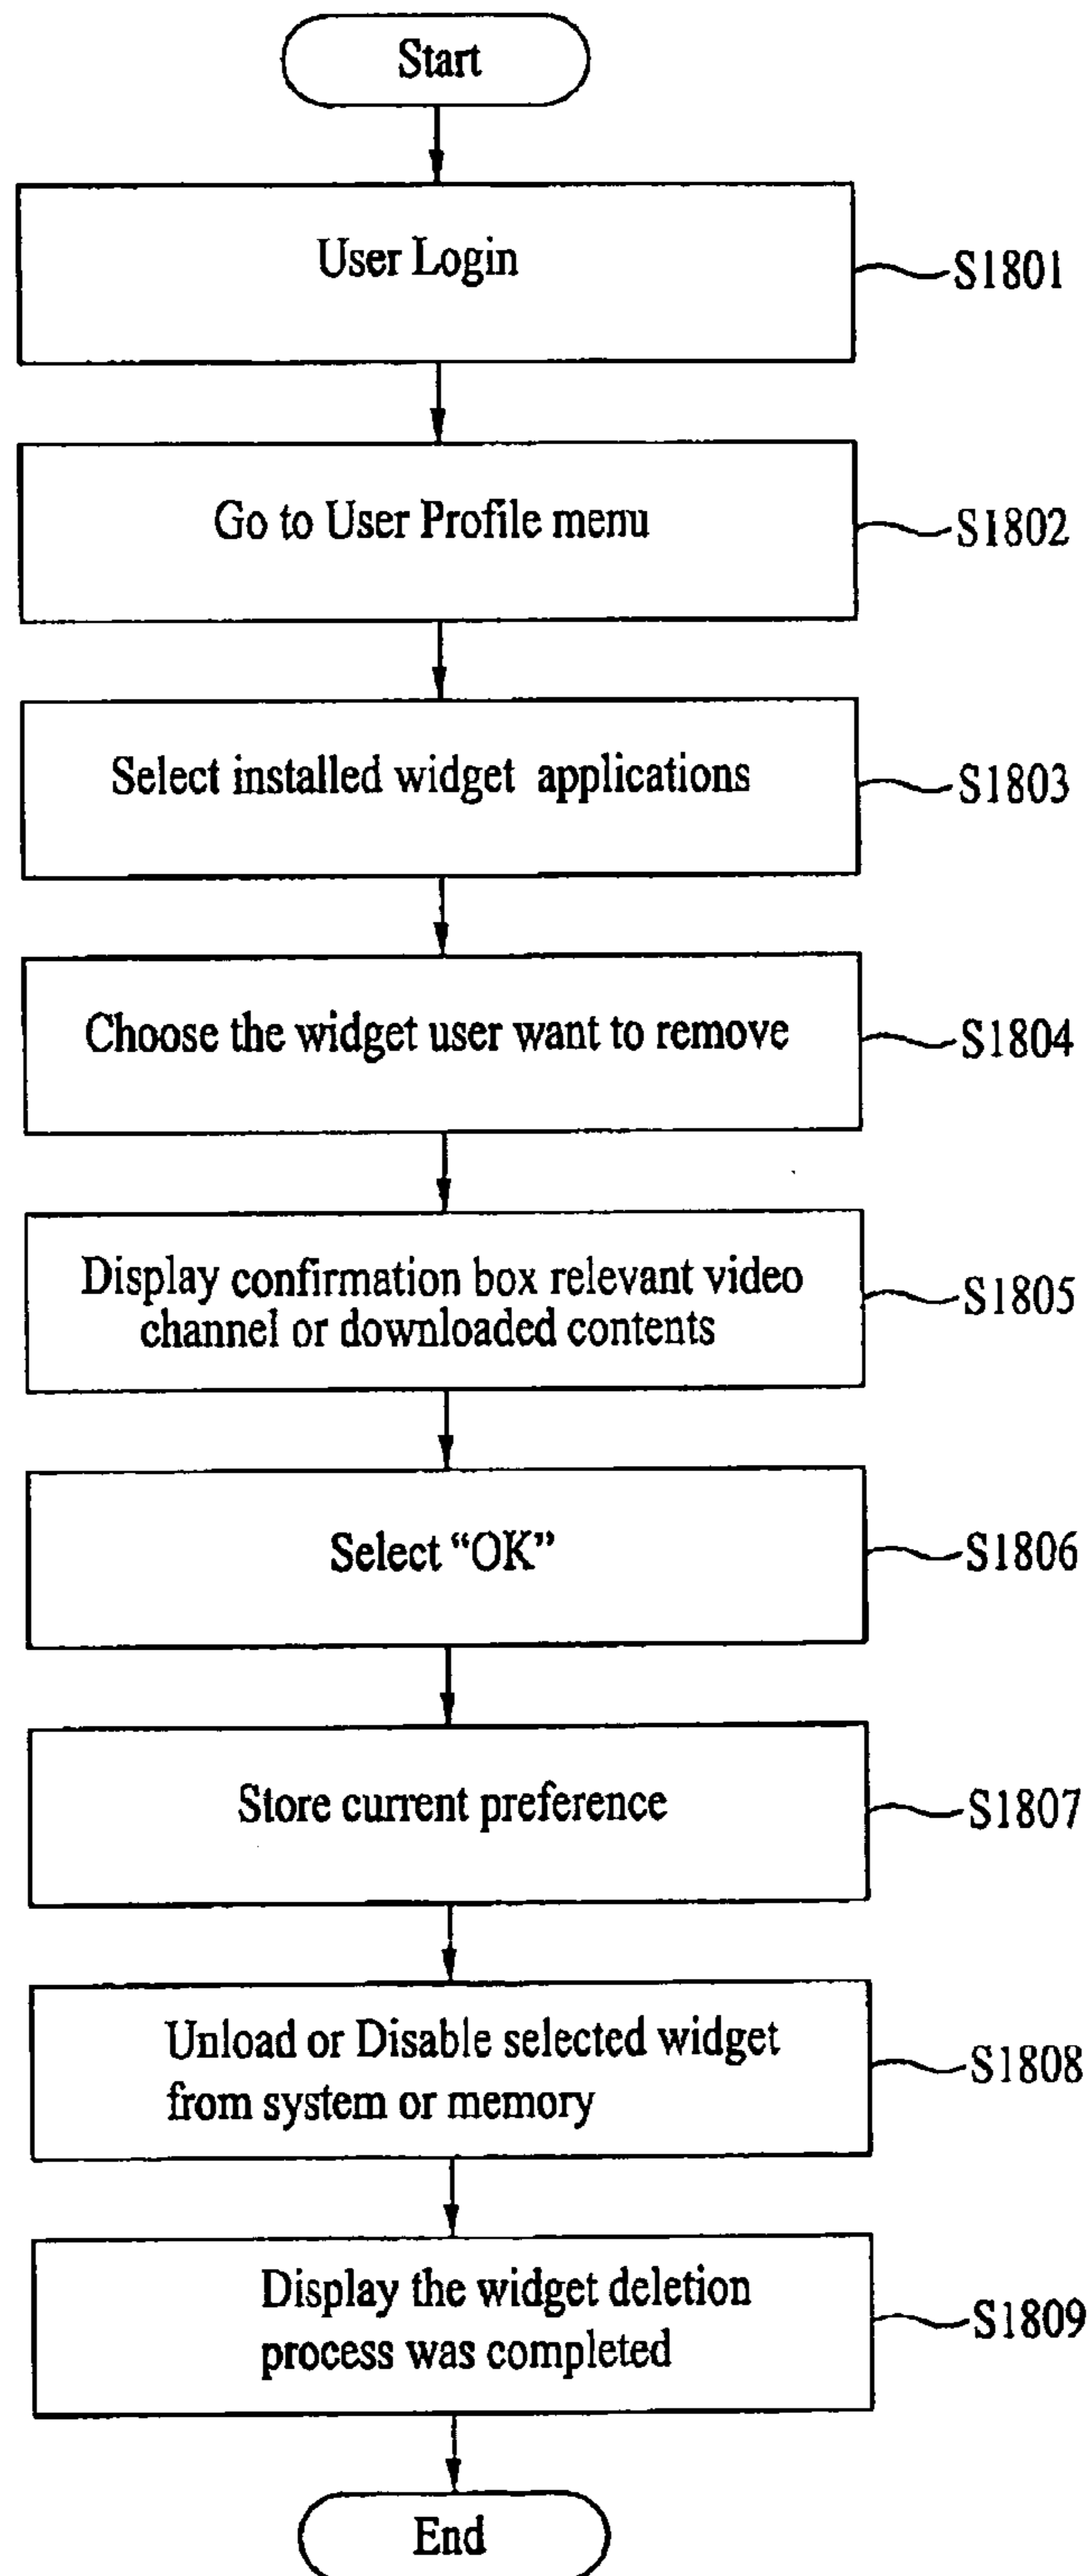 Start
User Login
S1801
Go to User Profile menu
S1802
Select installed widget applications
S1803
Choose the widget user want to remove
S1804
Display confirmation box relevant video
channel or downloaded contents
S1805
Select “OK”
S1806
Store current preference
S1807
Unload or Disable selected widget
from system or memory
S1808
Display the widget deletion
process was completed
S1809
End